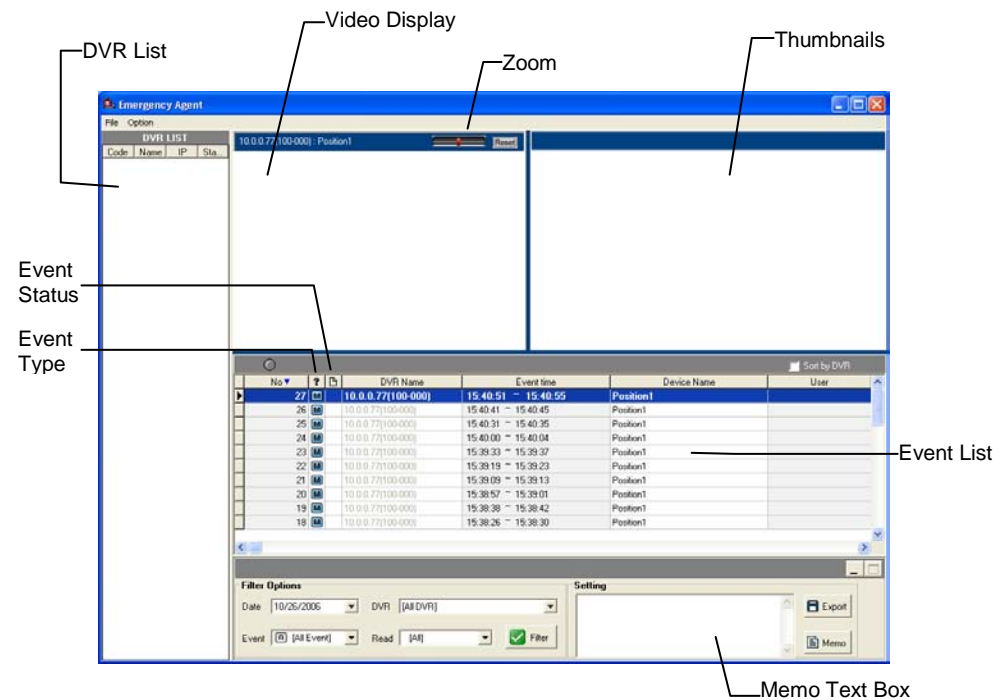 Video Display
DVR List
Thumbnails
Zoom
Emergency Agent
File Option
DVR LIST
Code Name IP Sta...
10.0.0.77(100-000) : Position1
Reset
Event
Status
Event
Type
Sort by DVR
No ? DVR Name Event time Device Name User
27 M 10.0.0.77(100-000) 15:40:51 ~ 15:40:55 Position1
26 M 10.0.0.77(100-000) 15:40:41 ~ 15:40:45 Position1
25 M 10.0.0.77(100-000) 15:40:31 ~ 15:40:35 Position1
24 M 10.0.0.77(100-000) 15:40:00 ~ 15:40:04 Position1
23 M 10.0.0.77(100-000) 15:39:33 ~ 15:39:37 Position1
22 M 10.0.0.77(100-000) 15:39:19 ~ 15:39:23 Position1
21 M 10.0.0.77(100-000) 15:39:09 ~ 15:39:13 Position1
20 M 10.0.0.77(100-000) 15:38:57 ~ 15:39:01 Position1
19 M 10.0.0.77(100-000) 15:38:38 ~ 15:38:42 Position1
18 M 10.0.0.77(100-000) 15:38:26 ~ 15:38:30 Position1
Event List
Filter Options
Setting
Date 10/26/2006 DVR [All DVR]
Export
Event [All Event] Read [All] Filter
Memo
Memo Text Box